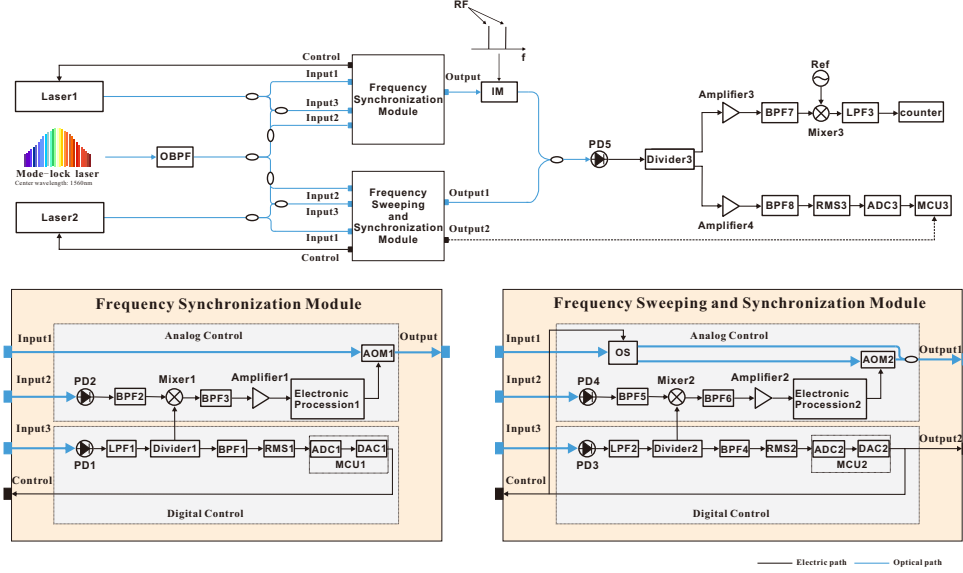 RF
f
Control
Input1
Input3
Input2
Laser1
Frequency
Synchronization
Module
Output
IM
Ref
Amplifier3
BPF7
Mixer3
LPF3
counter
Mode-lock laser
Center wavelength: 1560nm
OBPF
PD5
Divider3
Laser2
Input2
Input3
Input1
Control
Frequency
Sweeping
and
Synchronization
Module
Output1
Output2
Amplifier4
BPF8
RMS3
ADC3
MCU3
Frequency Synchronization Module
Input1
Analog Control
Output
AOM1
Input2
PD2
BPF2
Mixer1
BPF3
Amplifier1
Electronic
Procession1
Input3
PD1
LPF1
Divider1
BPF1
RMS1
ADC1
DAC1
MCU1
Control
Digital Control
Frequency Sweeping and Synchronization Module
Input1
Analog Control
OS
AOM2
Output1
Input2
PD4
BPF5
Mixer2
BPF6
Amplifier2
Electronic
Procession2
Input3
PD3
LPF2
Divider2
BPF4
RMS2
ADC2
DAC2
MCU2
Output2
Control
Digital Control
Electric path
Optical path